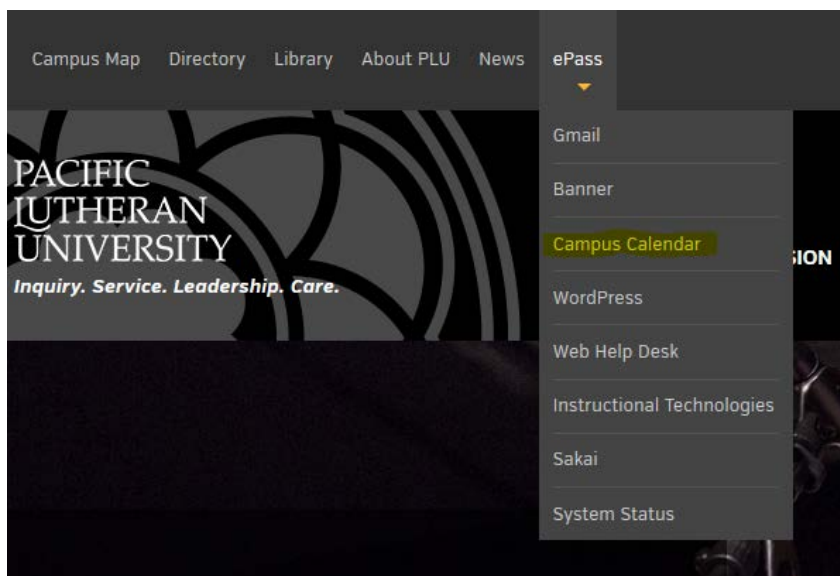 Campus Map Directory Library About PLU News ePass
Gmail
Banner
Campus Calendar
WordPress
Web Help Desk
Instructional Technologies
Sakai
System Status
PACIFIC
LUTHERAN
UNIVERSITY
Inquiry. Service. Leadership. Care.